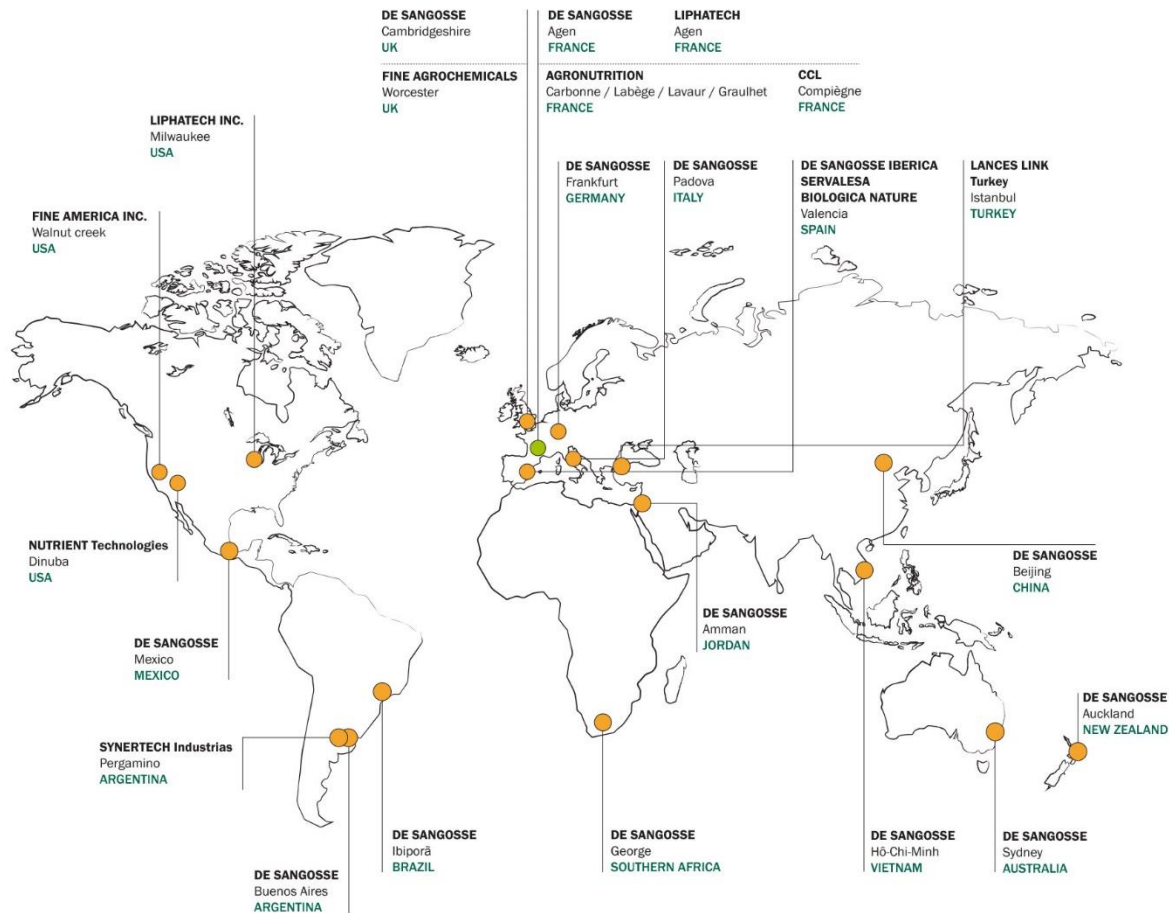 DE SANGOSSE
Cambridgeshire
UK
DE SANGOSSE
Agen
FRANCE
LIPHATECH
Agen
FRANCE
FINE AGROCHEMICALS
Worcester
UK
AGRONUTRITION
Carbonne / Labège / Lavaur / Graulhet
FRANCE
CCL
Compiègne
FRANCE
LIPHATECH INC.
Milwaukee
USA
DE SANGOSSE
Frankfurt
GERMANY
DE SANGOSSE
Padova
ITALY
DE SANGOSSE IBERICA
SERVALESA
BIOLOGICA NATURE
Valencia
SPAIN
LANCES LINK
Turkey
Istanbul
TURKEY
FINE AMERICA INC.
Walnut creek
USA
NUTRIENT Technologies
Dinuba
USA
DE SANGOSSE
Beijing
CHINA
DE SANGOSSE
Amman
JORDAN
DE SANGOSSE
Mexico
MEXICO
DE SANGOSSE
Auckland
NEW ZEALAND
SYNERTECH Industrias
Pergamino
ARGENTINA
DE SANGOSSE
Ibiporã
BRAZIL
DE SANGOSSE
George
SOUTHERN AFRICA
DE SANGOSSE
Hô-Chi-Minh
VIETNAM
DE SANGOSSE
Sydney
AUSTRALIA
DE SANGOSSE
Buenos Aires
ARGENTINA